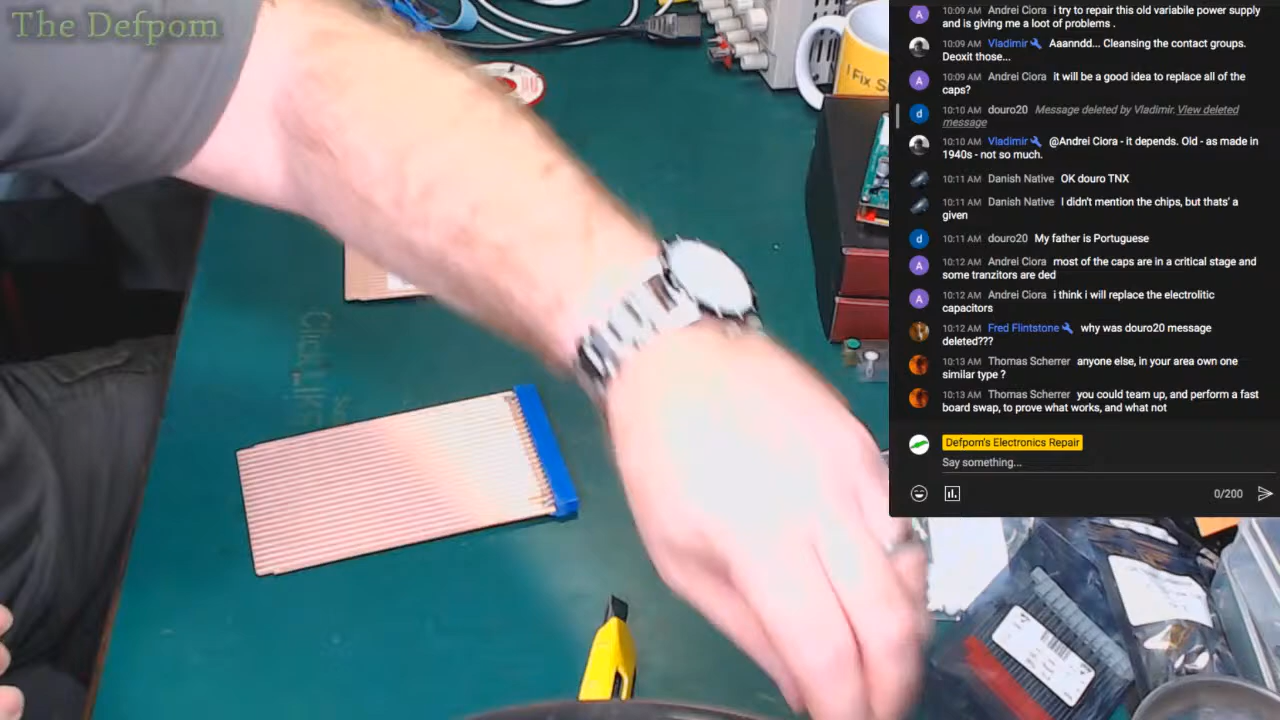 The Defpom
I Fix S
10:09 AM Andrei Ciora i try to repair this old variabile power supply
and is giving me a loot of problems .
10:09 AM Vladimir Aaanndd... Cleansing the contact groups.
Deoxit those...
10:09 AM Andrei Ciora it will be a good idea to replace all of the
caps?
10:10 AM douro20 Message deleted by Vladimir. View deleted
message
10:10 AM Vladimir @Andrei Ciora - it depends. Old - as made in
1940s - not so much.
10:11 AM Danish Native OK douro TNX
10:11 AM Danish Native I didn't mention the chips, but thats' a
given
10:11 AM douro20 My father is Portuguese
10:12 AM Andrei Ciora most of the caps are in a critical stage and
some tranzitors are ded
10:12 AM Andrei Ciora i think i will replace the electrolitic
capacitors
10:12 AM Fred Flintstone why was douro20 message
deleted???
10:13 AM Thomas Scherrer anyone else, in your area own one
similar type ?
10:13 AM Thomas Scherrer you could team up, and perform a fast
board swap, to prove what works, and what not
Defpom's Electronics Repair
Say something...
0/200